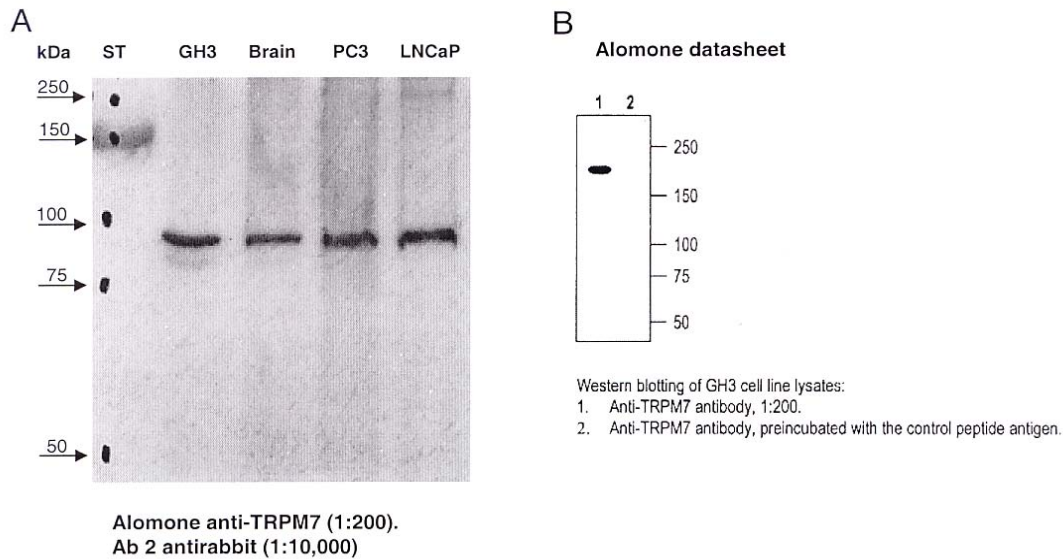 A
kDa ST GH3 Brain PC3 LNCaP
250
150
100
75
50
Alomone anti-TRPM7 (1:200).
Ab 2 antirabbit (1:10,000)
B
Alomone datasheet
1 2
250
150
100
75
50
Western blotting of GH3 cell line lysates:
1. Anti-TRPM7 antibody, 1:200.
2. Anti-TRPM7 antibody, preincubated with the control peptide antigen.